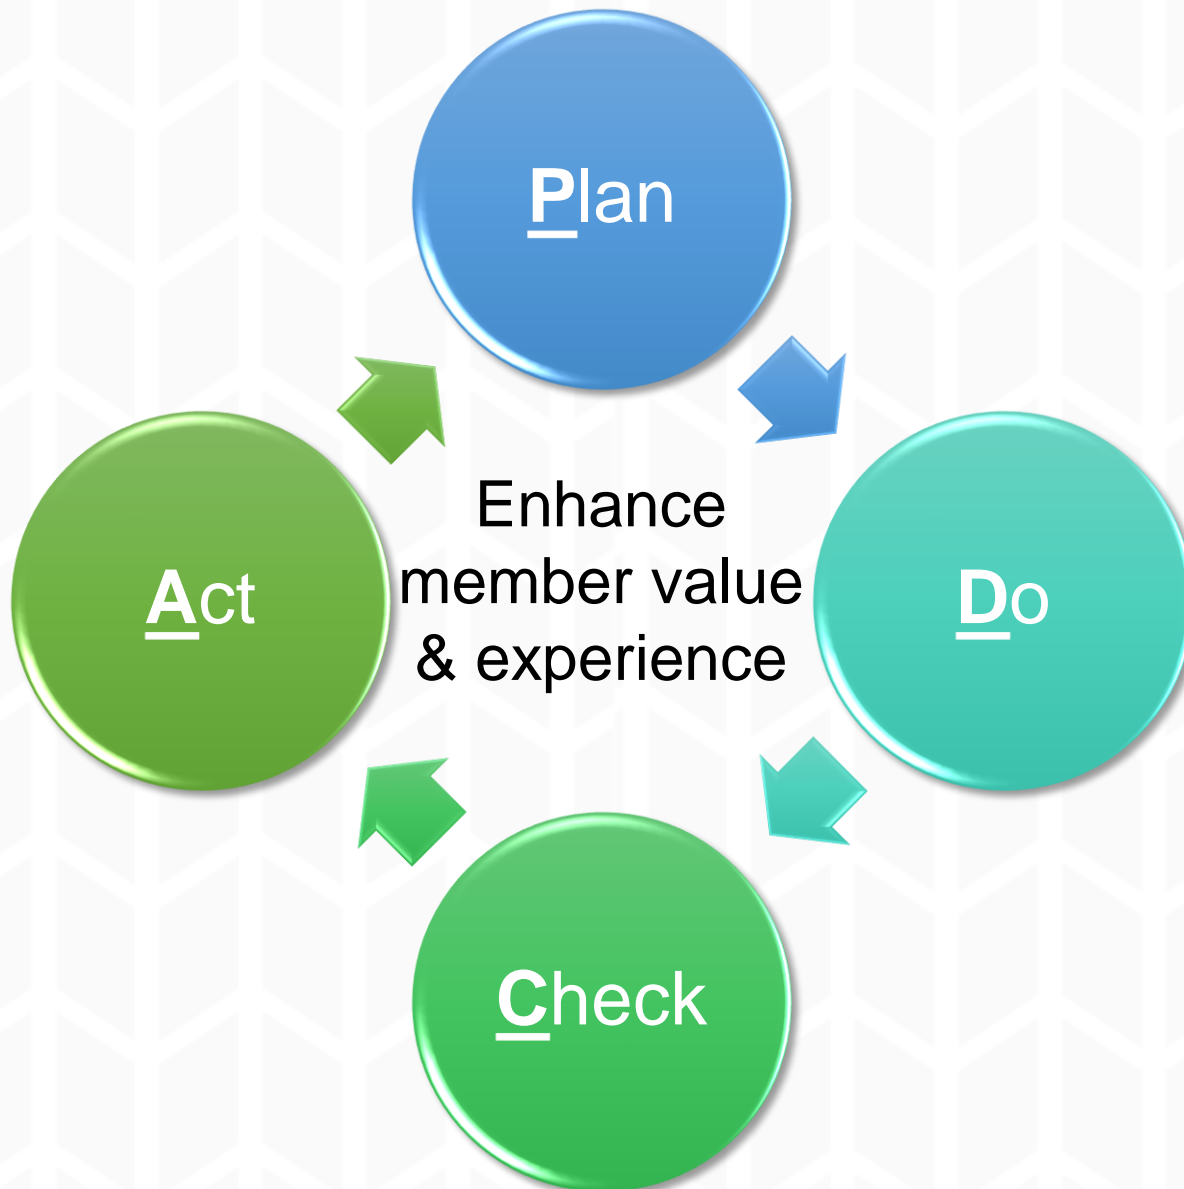 Plan
Enhance
member value
& experience
Act
Do
Check